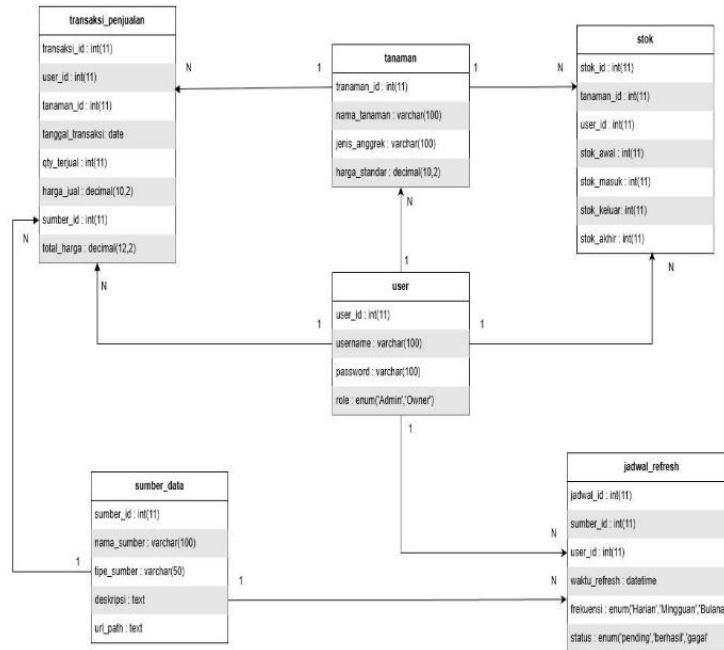 transaksi_penjualan
transaksi_id : int(11)
user_id : int(11)
tanaman_id : int(11)
tanggal_transaksi: date
qty_terjual : int(11)
harga_jual : decimal(10,2)
sumber_id : int(11)
total_harga : decimal(12,2)
N
1
tanaman
tranaman_id : int(11)
nama_tanaman : varchar(100)
jenis_anggrek : varchar(100)
harga_standar : decimal(10,2)
1
N
stok
stok_id : int(11)
tanaman_id : int(11)
user_id : int(11)
stok_awal : int(11)
stok_masuk : int(11)
stok_keluar: int(11)
stok_akhir : int(11)
N
N
N
1
N
user
user_id : int(11)
username : varchar(100)
password : varchar(100)
role : enum('Admin','Owner')
1
1
1
sumber_data
sumber_id : int(11)
nama_sumber : varchar(100)
tipe_sumber : varchar(50)
deskripsi : text
url_path : text
1
1
N
N
jadwal_refresh
jadwal_id : int(11)
sumber_id : int(11)
user_id : int(11)
waktu_refresh : datetime
frekuensi : enum('Harian','Mingguan','Bulana
status : enum('pending','berhasil','gagal'